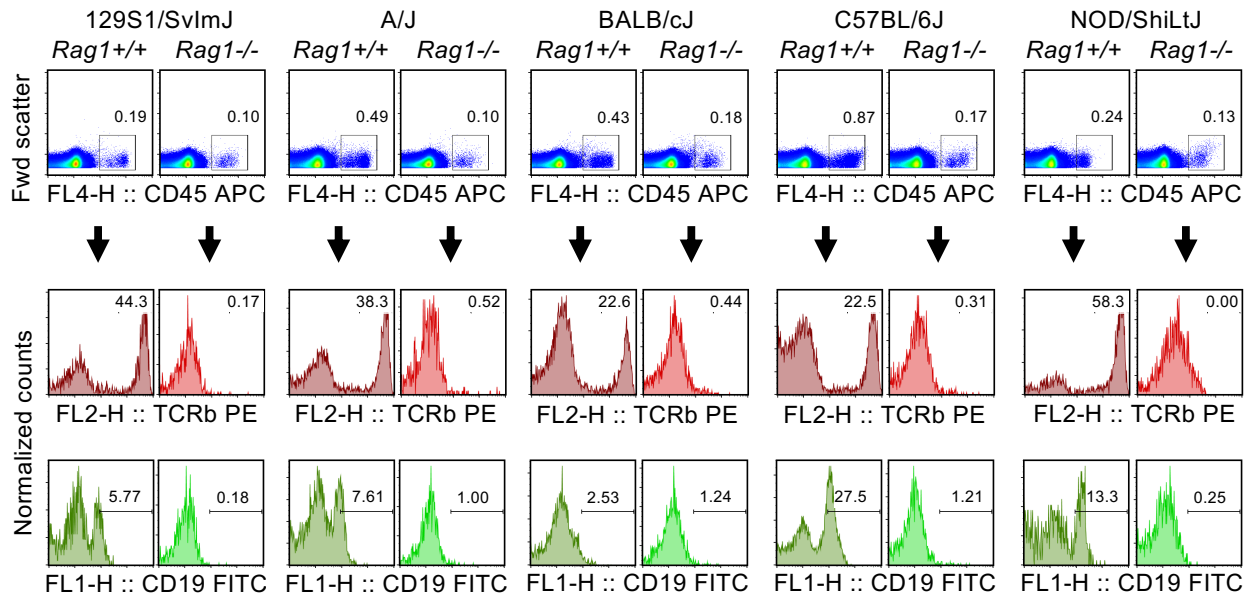 129S1/SvImJ A/J BALB/cJ C57BL/6J NOD/ShiLtJ
Rag1+/+ Rag1-/- Rag1+/+ Rag1-/- Rag1+/+ Rag1-/- Rag1+/+ Rag1-/- Rag1+/+ Rag1-/-
Fwd scatter
0.19 0.10 0.49 0.10 0.43 0.18 0.87 0.17 0.24 0.13
FL4-H :: CD45 APC FL4-H :: CD45 APC FL4-H :: CD45 APC FL4-H :: CD45 APC FL4-H :: CD45 APC
Normalized counts
44.3 0.17 38.3 0.52 22.6 0.44 22.5 0.31 58.3 0.00
FL2-H :: TCRb PE FL2-H :: TCRb PE FL2-H :: TCRb PE FL2-H :: TCRb PE FL2-H :: TCRb PE
5.77 0.18 7.61 1.00 2.53 1.24 27.5 1.21 13.3 0.25
FL1-H :: CD19 FITC FL1-H :: CD19 FITC FL1-H :: CD19 FITC FL1-H :: CD19 FITC FL1-H :: CD19 FITC